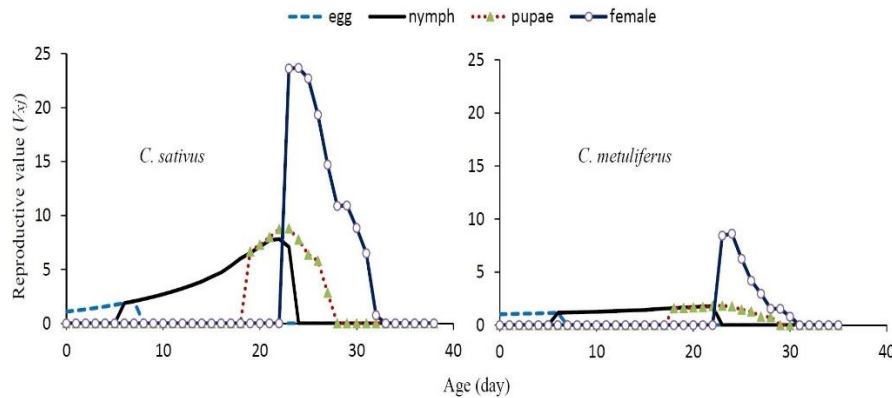 egg nymph pupae female
Reproductive value (Vxj)
25
20
15
10
5
0
C. sativus
0 10 20 30 40
25
20
15
10
5
0
C. metuliferus
0 10 20 30 40
Age (day)